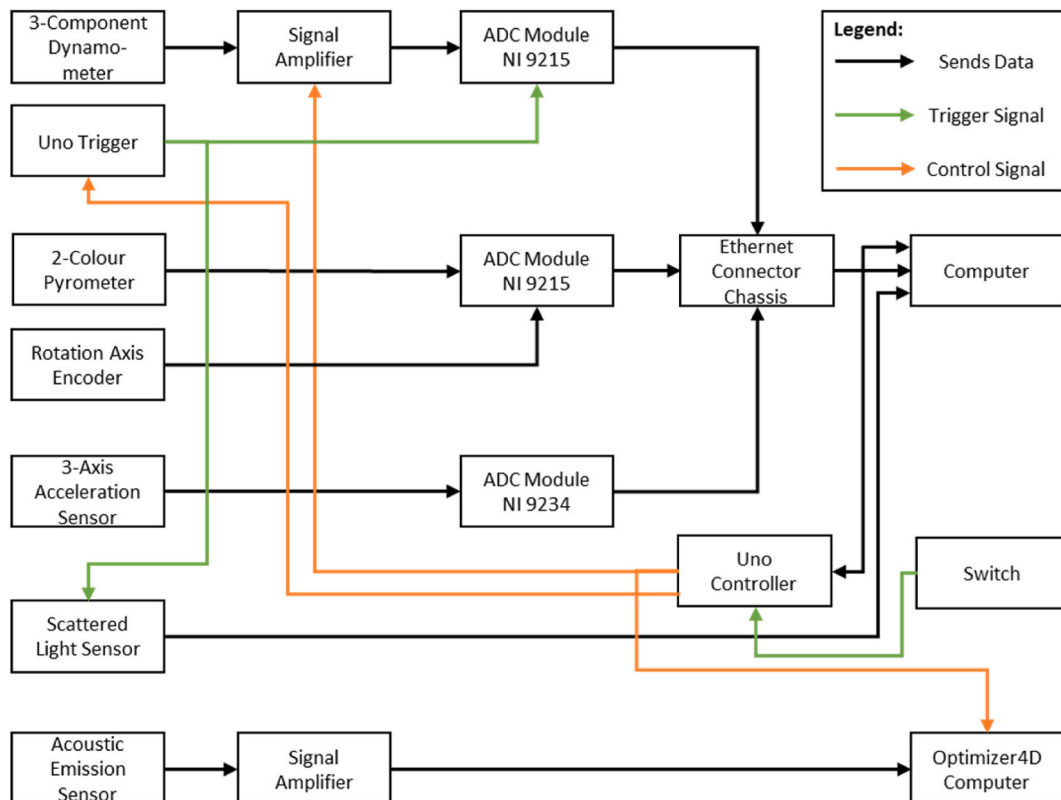 3-Component
Dynamo-
meter
Signal
Amplifier
ADC Module
NI 9215
Legend:
Sends Data
Trigger Signal
Control Signal
Uno Trigger
2-Colour
Pyrometer
ADC Module
NI 9215
Ethernet
Connector
Chassis
Computer
Rotation Axis
Encoder
3-Axis
Acceleration
Sensor
ADC Module
NI 9234
Uno
Controller
Switch
Scattered
Light Sensor
Acoustic
Emission
Sensor
Signal
Amplifier
Optimizer4D
Computer